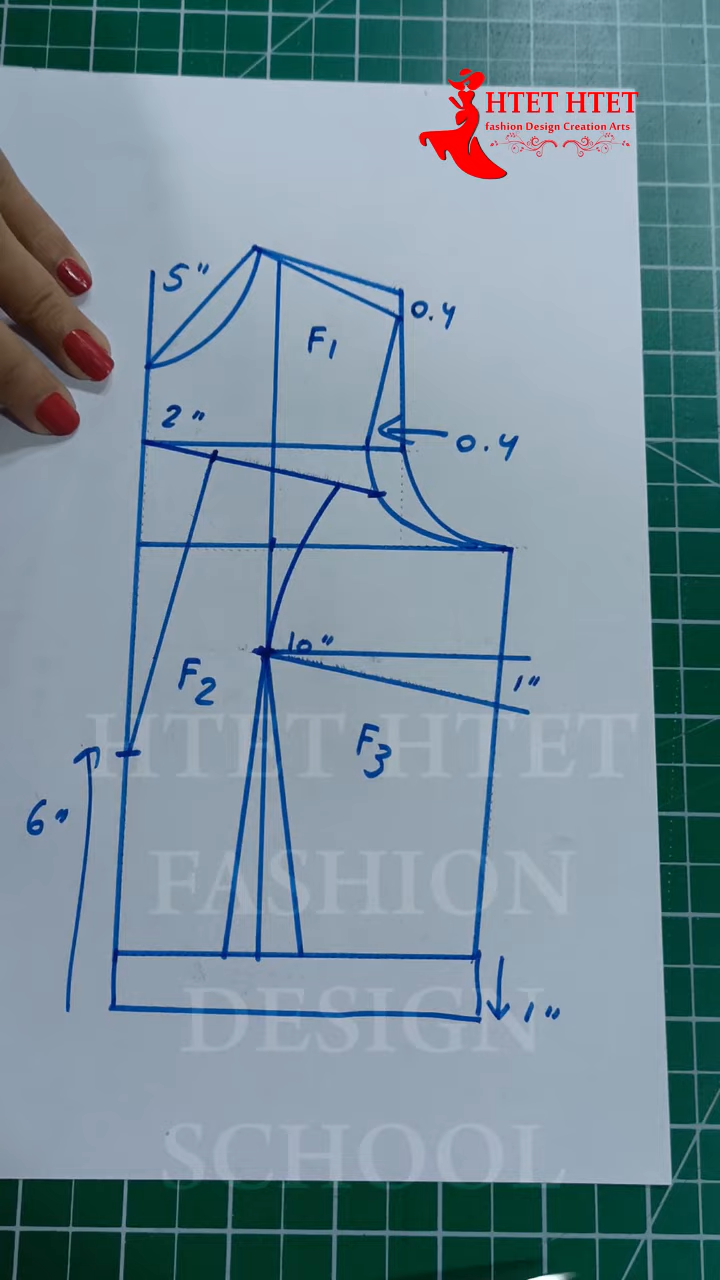 HTET HTET
fashion Design Creation Arts
5"
0.4
F1
2"
0.4
10"
F2
1"
F3
6"
1"
HTET HTET
FASHION
DESIGN
SCHOOL